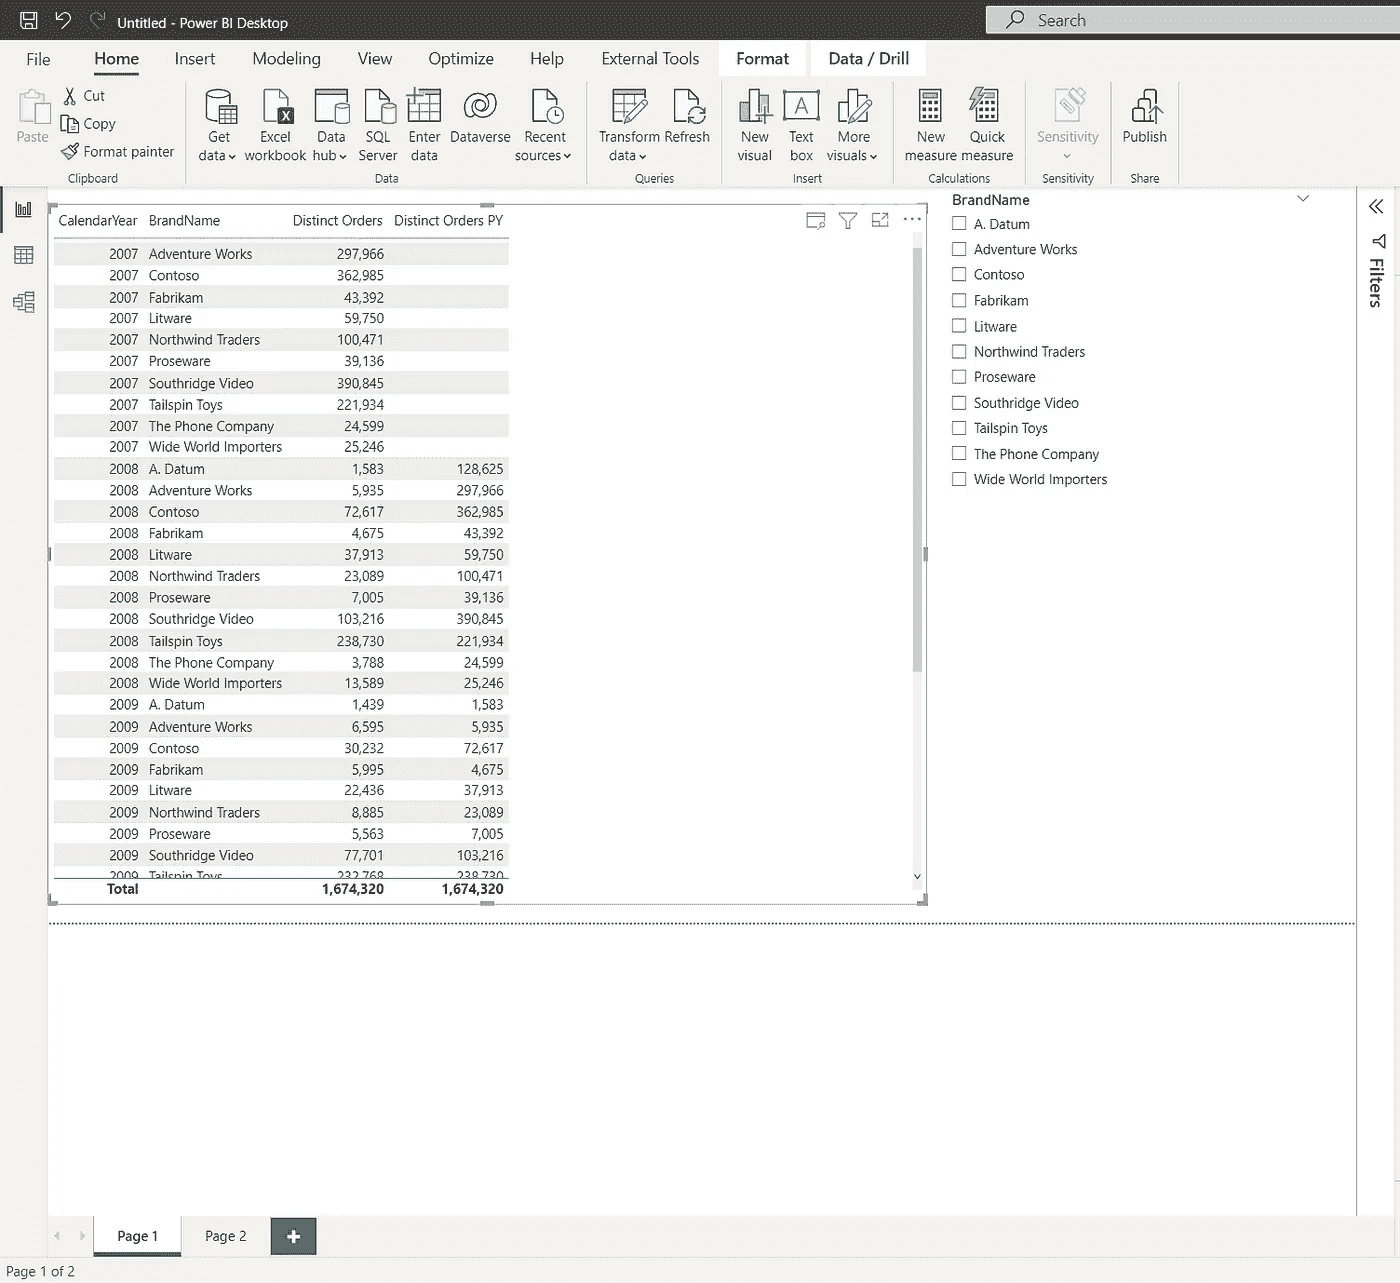 Untitled - Power BI Desktop
Search
File Home Insert Modeling View Optimize Help External Tools Format Data / Drill
Paste
Cut
Copy
Format painter
Clipboard
Get data
Excel workbook
Data hub
SQL Server
Enter data
Dataverse
Recent sources
Data
Transform data
Refresh
Queries
New visual
Text box
More visuals
Insert
New measure
Quick measure
Calculations
Sensitivity
Sensitivity
Publish
Share
CalendarYear BrandName Distinct Orders Distinct Orders PY
2007 Adventure Works 297,966
2007 Contoso 362,985
2007 Fabrikam 43,392
2007 Litware 59,750
2007 Northwind Traders 100,471
2007 Proseware 39,136
2007 Southridge Video 390,845
2007 Tailspin Toys 221,934
2007 The Phone Company 24,599
2007 Wide World Importers 25,246
2008 A. Datum 1,583 128,625
2008 Adventure Works 5,935 297,966
2008 Contoso 72,617 362,985
2008 Fabrikam 4,675 43,392
2008 Litware 37,913 59,750
2008 Northwind Traders 23,089 100,471
2008 Proseware 7,005 39,136
2008 Southridge Video 103,216 390,845
2008 Tailspin Toys 238,730 221,934
2008 The Phone Company 3,788 24,599
2008 Wide World Importers 13,589 25,246
2009 A. Datum 1,439 1,583
2009 Adventure Works 6,595 5,935
2009 Contoso 30,232 72,617
2009 Fabrikam 5,995 4,675
2009 Litware 22,436 37,913
2009 Northwind Traders 8,885 23,089
2009 Proseware 5,563 7,005
2009 Southridge Video 77,701 103,216
2009 Tailspin Toys 232,768 238,730
Total 1,674,320 1,674,320
BrandName
A. Datum
Adventure Works
Contoso
Fabrikam
Litware
Northwind Traders
Proseware
Southridge Video
Tailspin Toys
The Phone Company
Wide World Importers
Filters
Page 1
Page 2
Page 1 of 2